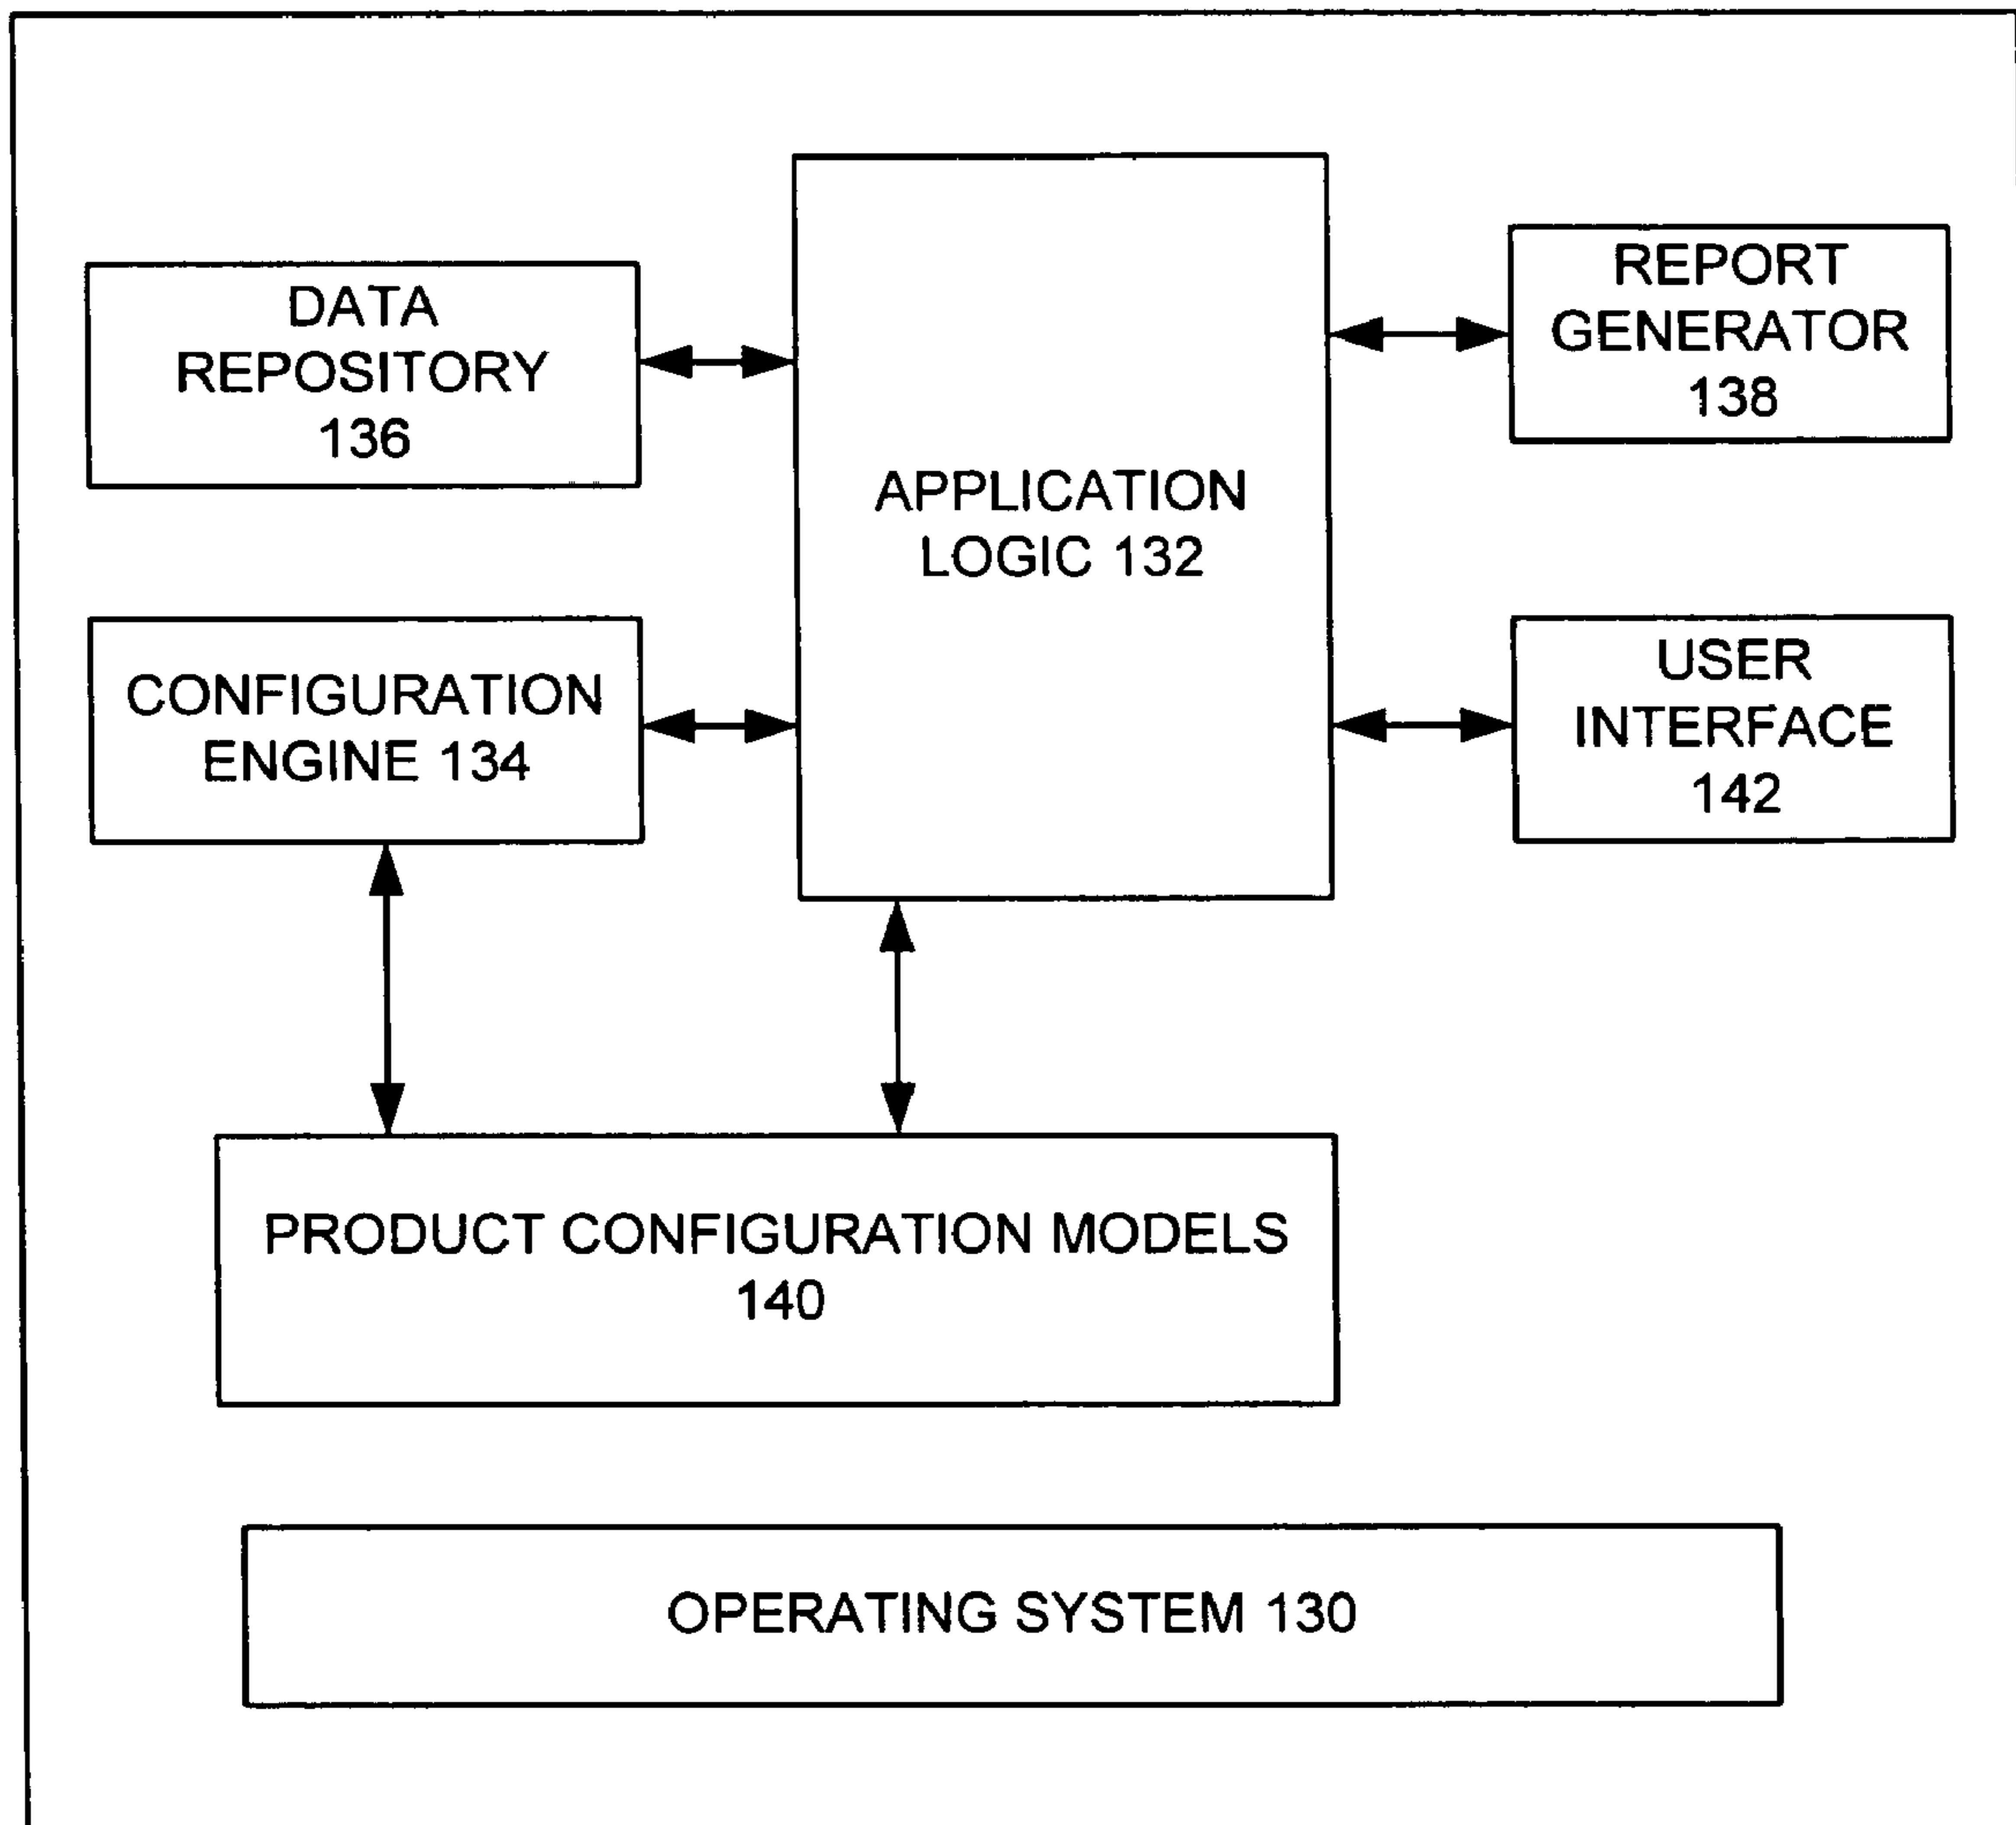 DATA
REPOSITORY
136
APPLICATION
LOGIC 132
REPORT
GENERATOR
138
CONFIGURATION
ENGINE 134
USER
INTERFACE
142
PRODUCT CONFIGURATION MODELS
140
OPERATING SYSTEM 130